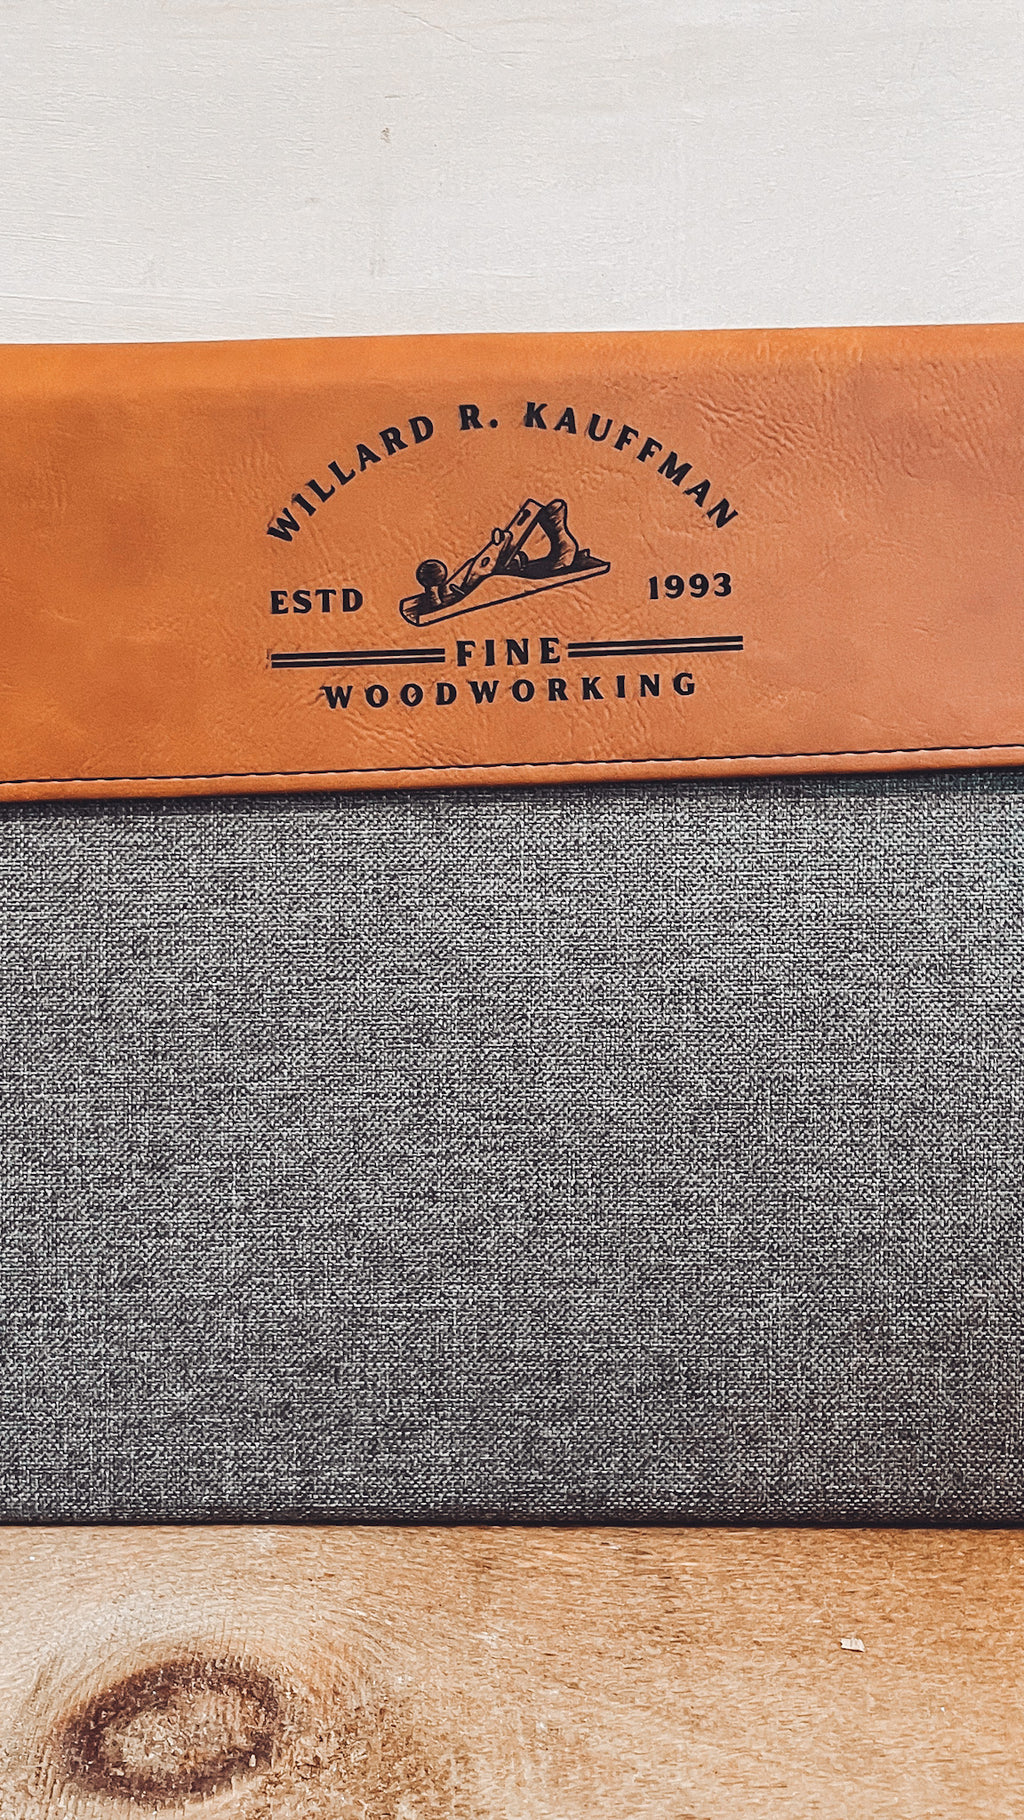 WILLARD R. KAUFFMAN
ESTD 1993
FINE
WOODWORKING